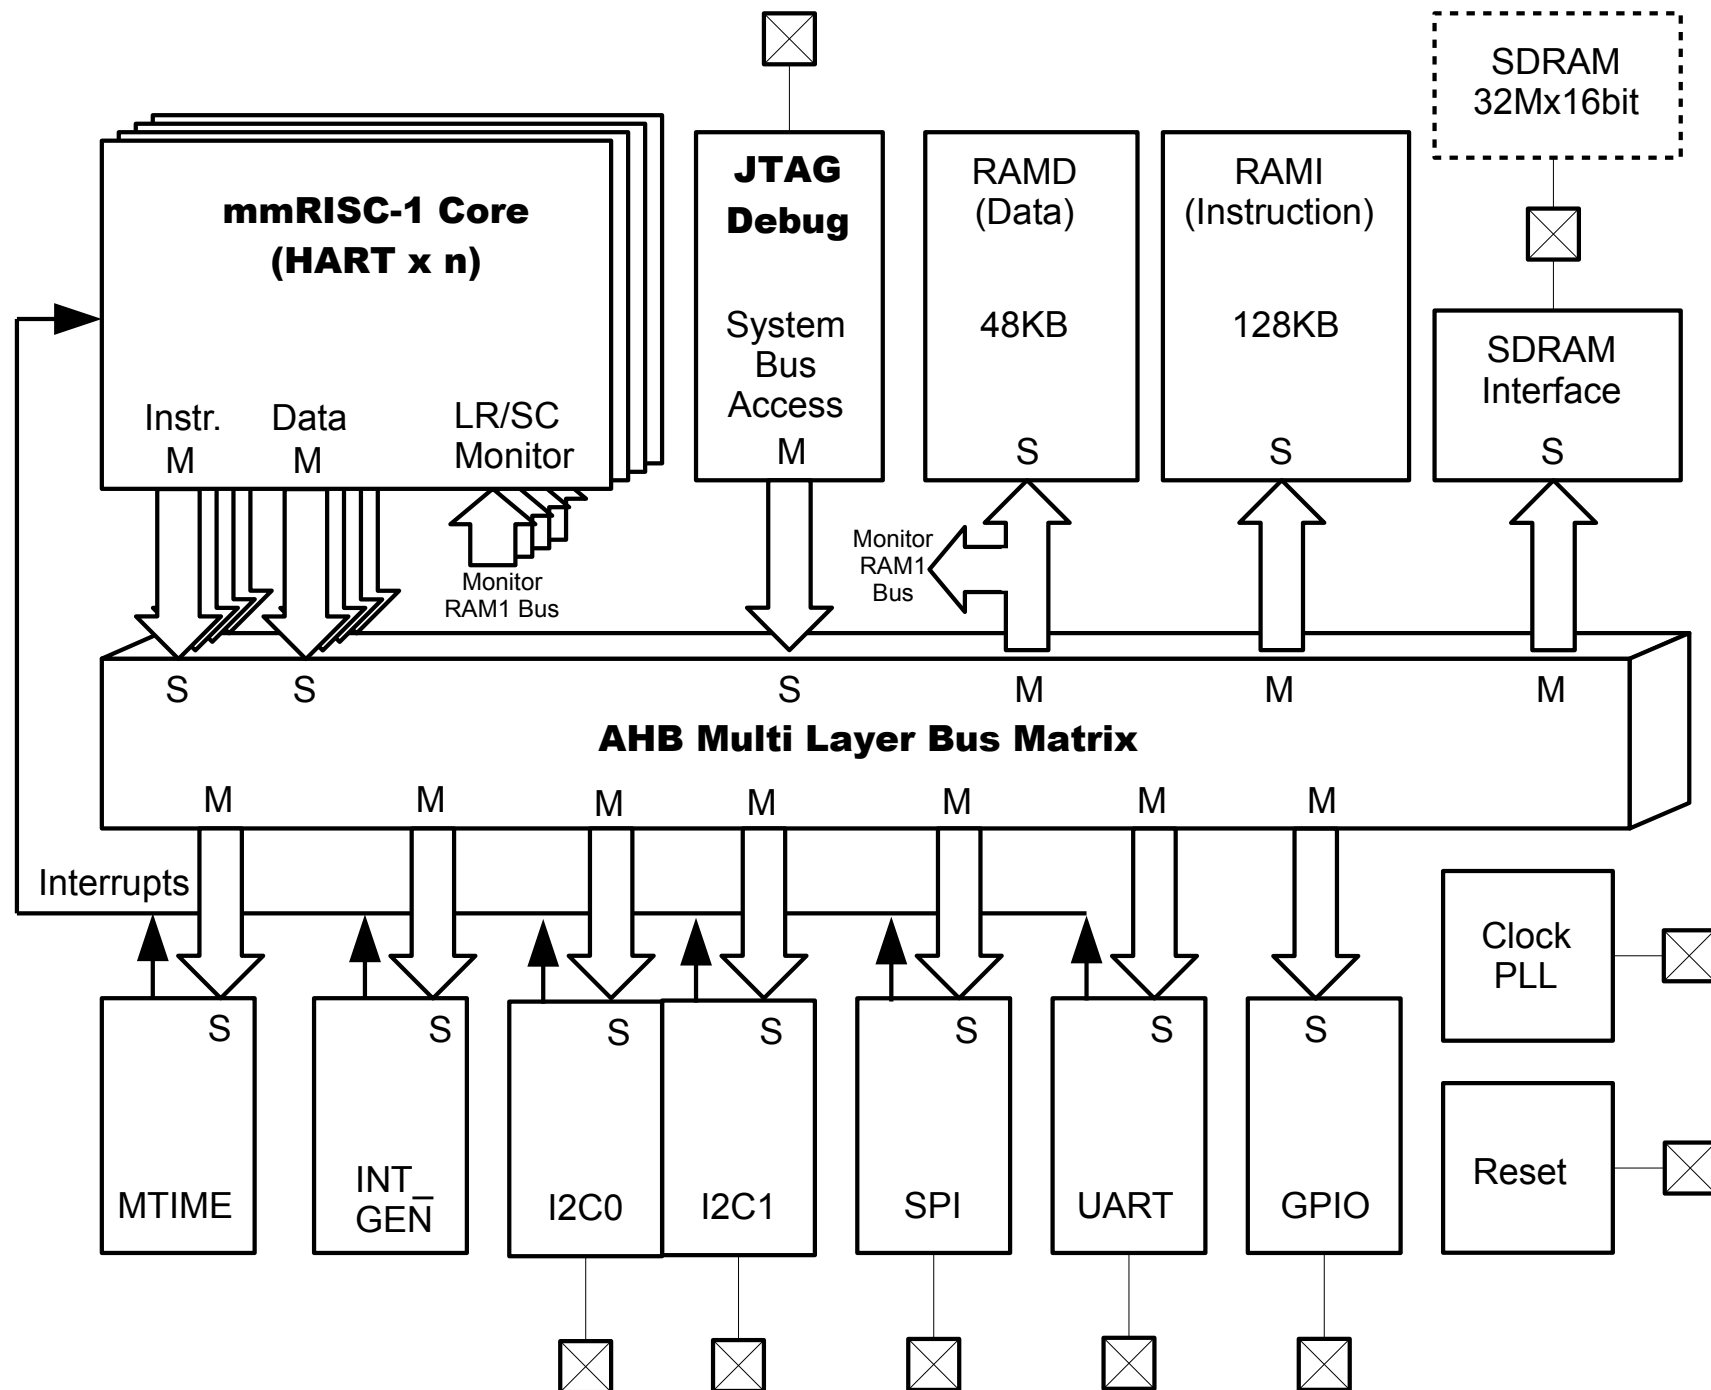 SDRAM
32Mx16bit
mmRISC-1 Core
(HART x n)
JTAG
Debug
RAMD
(Data)
RAMI
(Instruction)
System
Bus
Access
48KB
128KB
SDRAM
Interface
Instr.
Data
LR/SC
Monitor
M
M
M
S
S
S
Monitor
RAM1 Bus
Monitor
RAM1
Bus
S
S
S
M
M
M
AHB Multi Layer Bus Matrix
M
M
M
M
M
M
M
Interrupts
Clock
PLL
S
S
S
S
S
S
S
MTIME
INT_
GEN
I2C0
I2C1
SPI
UART
GPIO
Reset